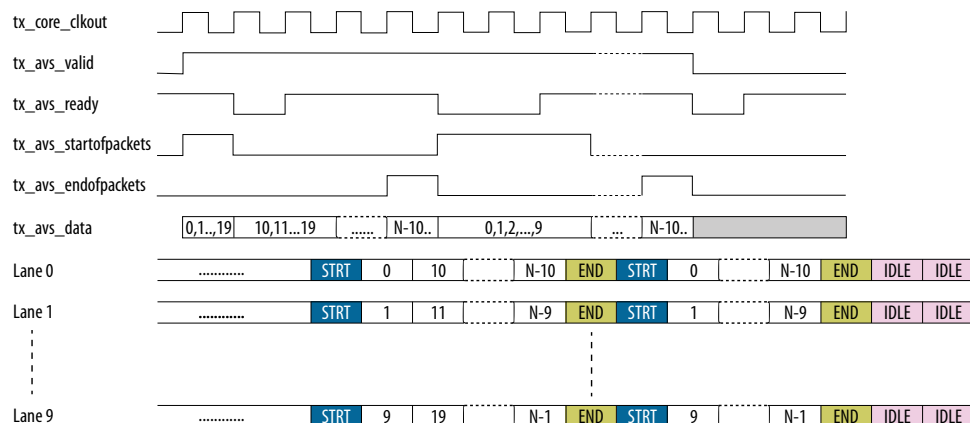 tx_core_clkout
tx_avs_valid
tx_avs_ready
tx_avs_startofpackets
tx_avs_endofpackets
tx_avs_data 0,1..,19 10,11...19 ...... N-10.. 0,1,2,...,9 ... N-10..
Lane 0 ............ STRT 0 10 N-10 END STRT 0 N-10 END IDLE IDLE
Lane 1 ............ STRT 1 11 N-9 END STRT 1 N-9 END IDLE IDLE
Lane 9 ............ STRT 9 19 N-1 END STRT 9 N-1 END IDLE IDLE